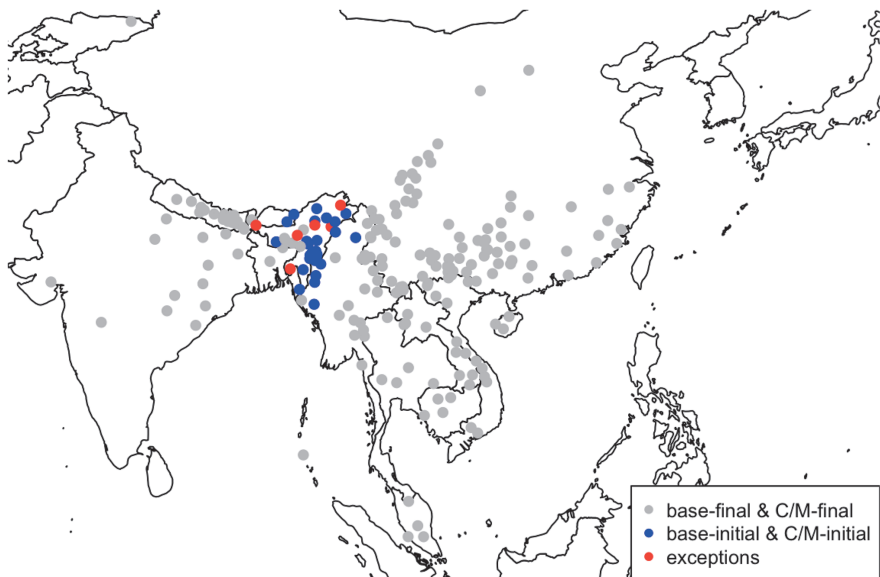 base-final & C/M-final
base-initial & C/M-initial
exceptions